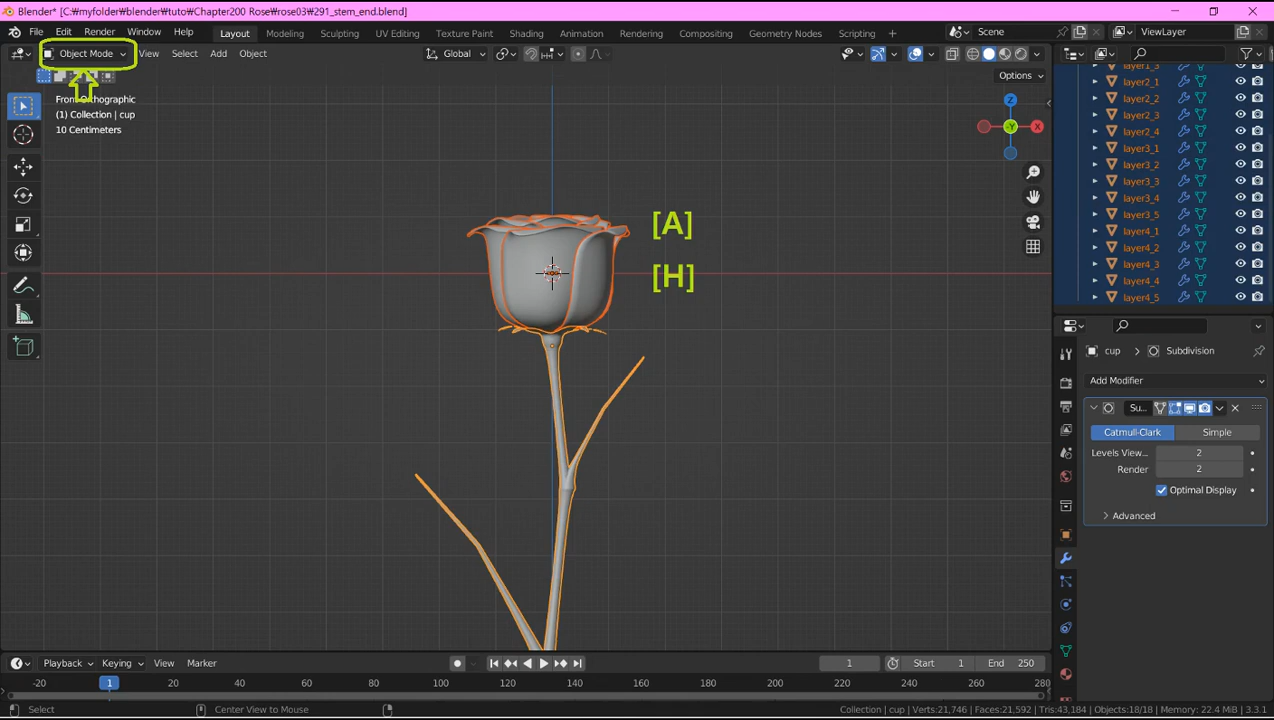 Blender* [C:₩myfolder₩blender₩tuto₩Chapter200 Rose₩rose03₩291_stem_end.blend]
File Edit Render Window Help Layout Modeling Sculpting UV Editing Texture Paint Shading Animation Rendering Compositing Geometry Nodes Scripting Scene ViewLayer
Object Mode View Select Add Object Global
Options
Orthographic
(1) Collection | cup
10 Centimeters
Z
Y
X
[A]
[H]
layer1_5
layer2_1
layer2_2
layer2_3
layer2_4
layer3_1
layer3_2
layer3_3
layer3_4
layer3_5
layer4_1
layer4_2
layer4_3
layer4_4
layer4_5
cup > Subdivision
Add Modifier
Su...
Catmull-Clark Simple
Levels View... 2
Render 2
Optimal Display
Advanced
Playback Keying View Marker 1 Start 1 End 250
-20 1 20 40 60 80 100 120 140 160 180 200 220 240 260 280
Select Center View to Mouse Collection | cup | Verts:21,746 | Faces:21,592 | Tris:43,184 | Objects:18/18 | Memory: 22.4 MiB | 3.3.1